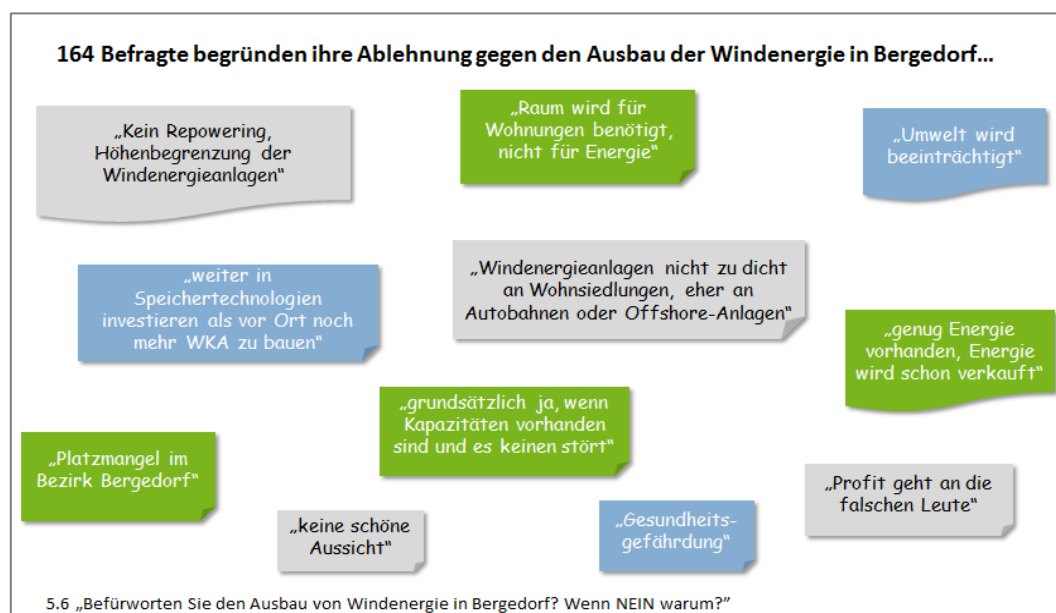 164 Befragte begründen ihre Ablehnung gegen den Ausbau der Windenergie in Bergedorf...
„Kein Repowering,
Höhenbegrenzung der
Windenergieanlagen“
„Raum wird für
Wohnungen benötigt,
nicht für Energie“
„Umwelt wird
beeinträchtigt“
„weiter in
Speichertechnologien
investieren als vor Ort noch
mehr WKA zu bauen“
„Windenergieanlagen nicht zu dicht
an Wohnsiedlungen, eher an
Autobahnen oder Offshore-Anlagen“
„genug Energie
vorhanden, Energie
wird schon verkauft“
„grundsätzlich ja, wenn
Kapazitäten vorhanden
sind und es keinen stört“
„Platzmangel im
Bezirk Bergedorf“
„Profit geht an die
falschen Leute“
„keine schöne
Aussicht“
„Gesundheits-
gefährdung“
5.6 „Befürworten Sie den Ausbau von Windenergie in Bergedorf? Wenn NEIN warum?“